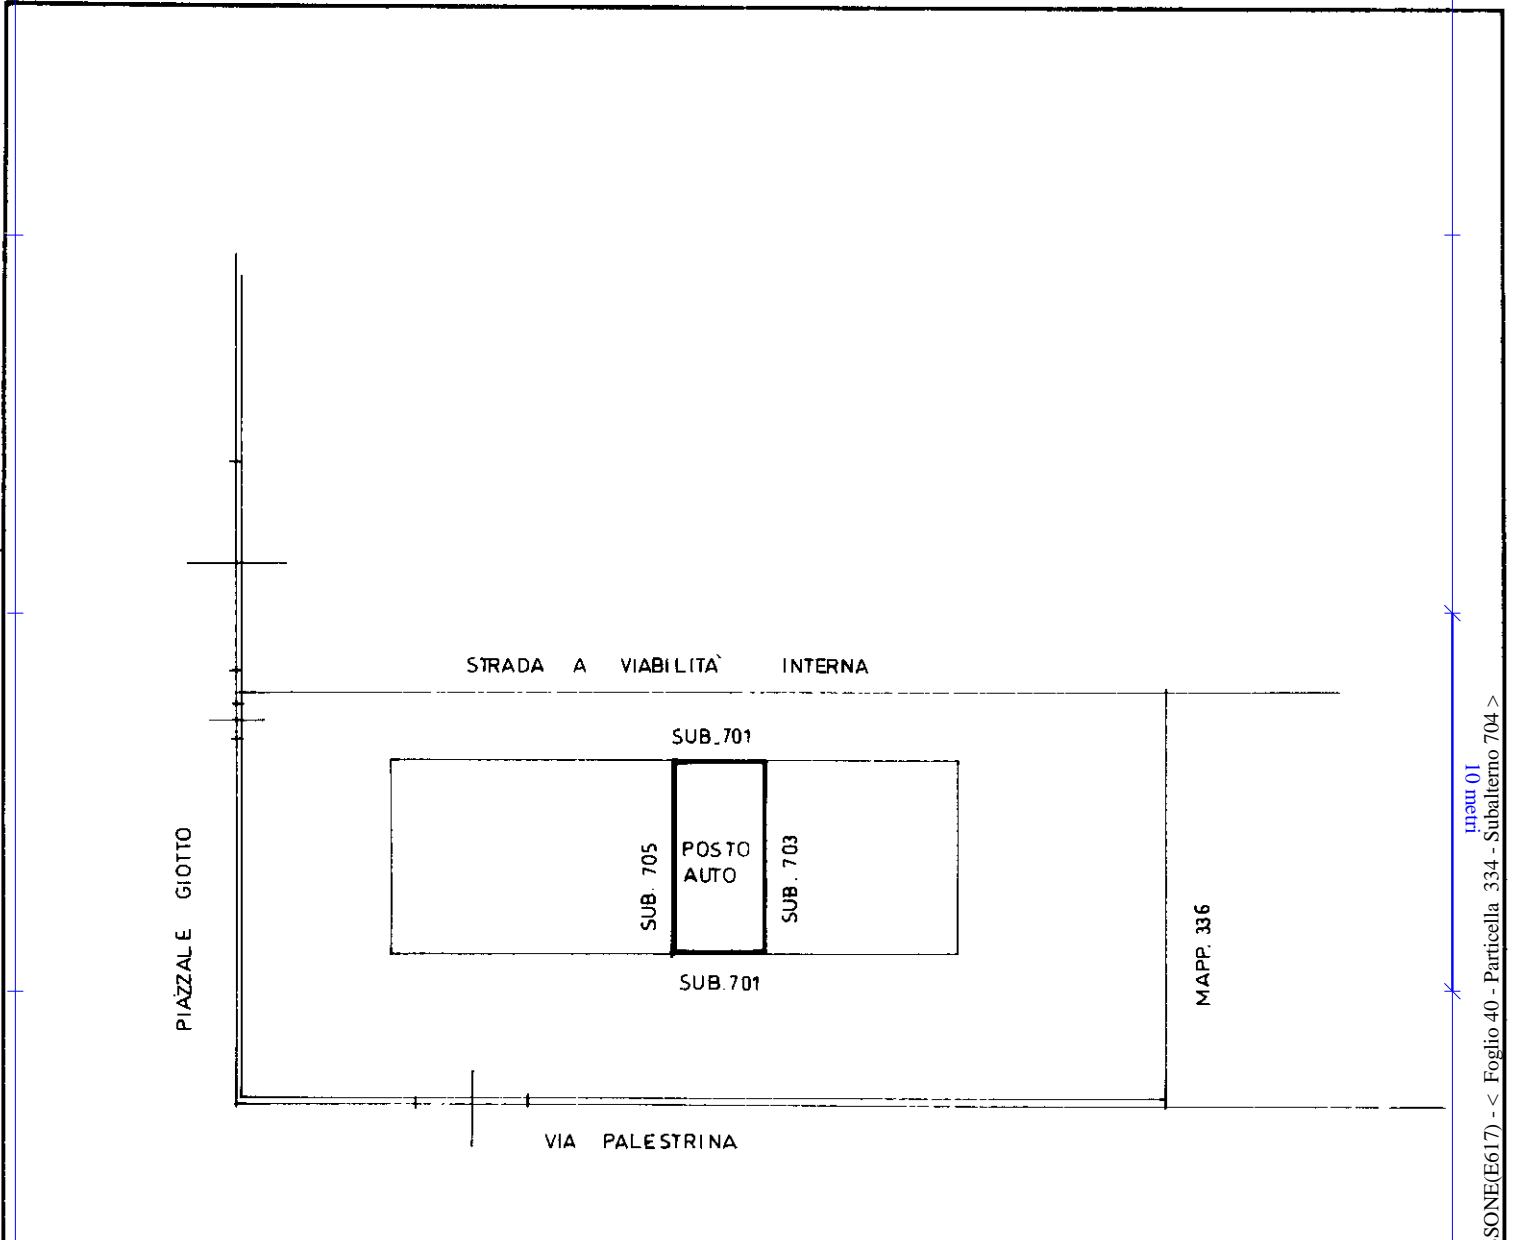 STRADA A VIABILITÀ INTERNA
SUB. 701
SUB. 705
POSTO
AUTO
SUB. 703
SUB. 701
PIAZZALE GIOTTO
MAPP. 336
VIA PALESTRINA
10 metri
SSONE(E617) - < Foglio 40 - Particella 334 - Subalterno 704 >